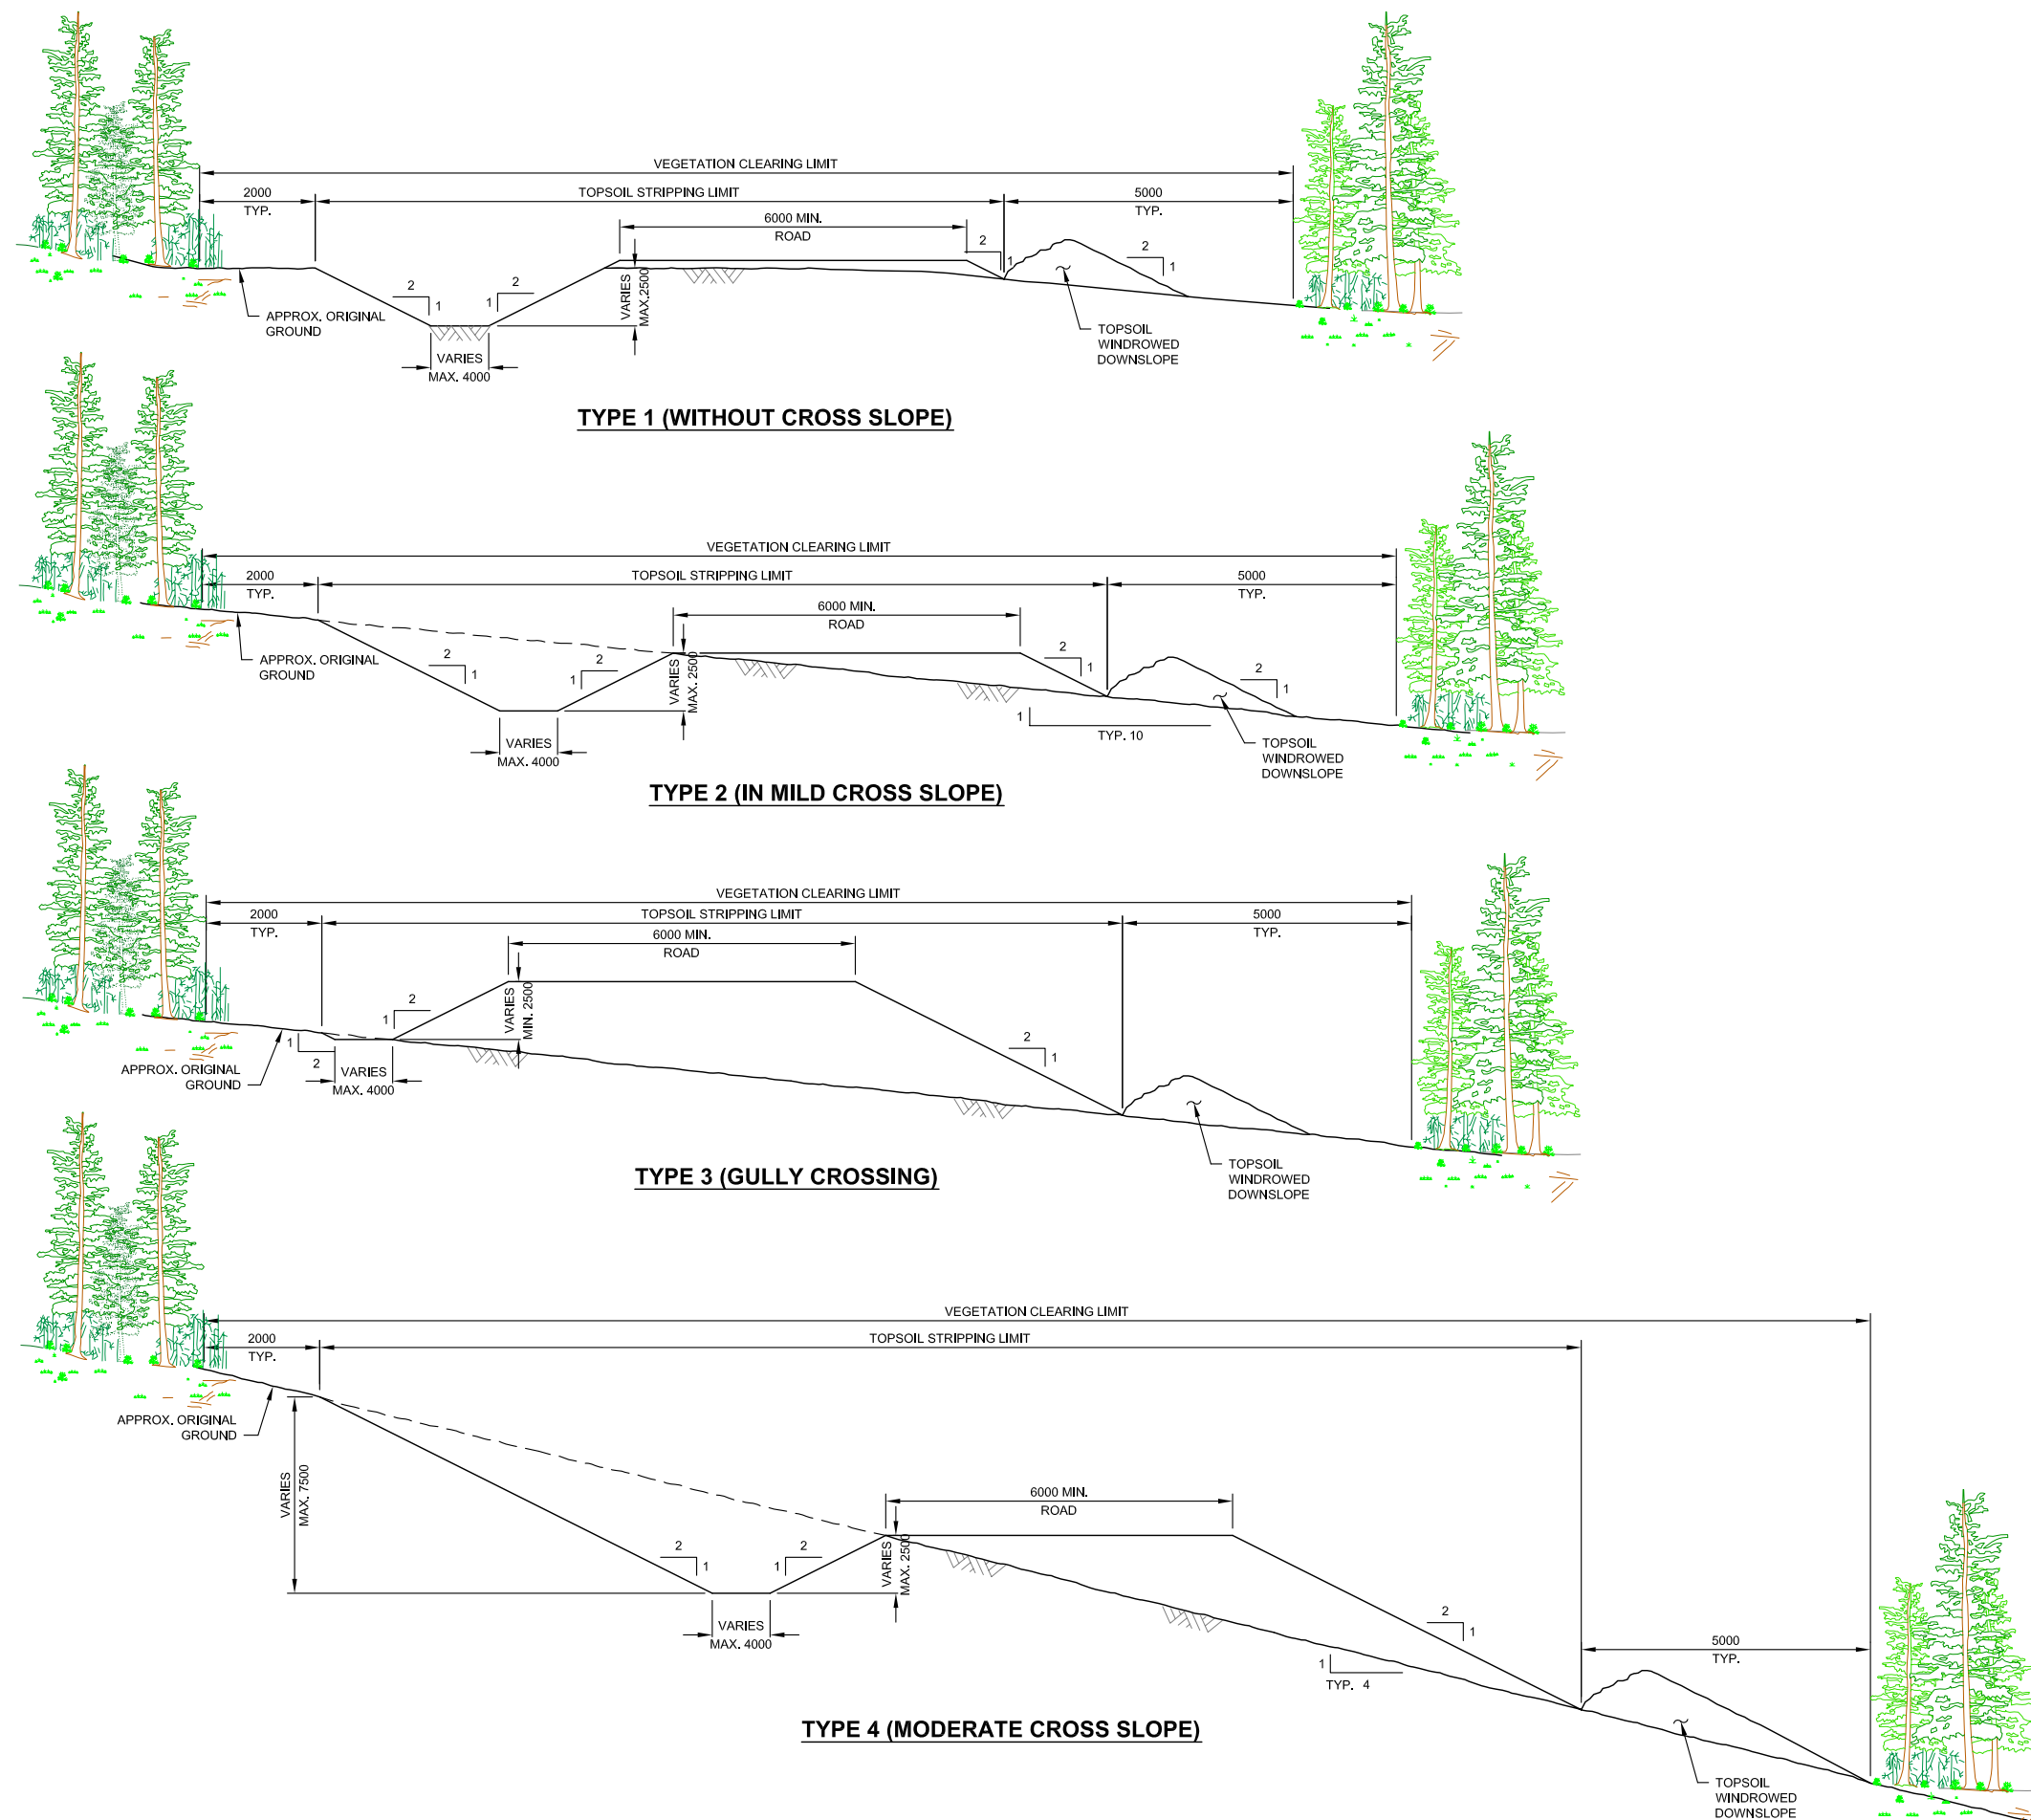 VEGETATION CLEARING LIMIT
2000
TYP.
TOPSOIL STRIPPING LIMIT
5000
TYP.
6000 MIN.
ROAD
2
1
2
1
2
1
2
1
VARIES
MAX.2500
APPROX. ORIGINAL
GROUND
VARIES
MAX. 4000
TOPSOIL
WINDROWED
DOWNSLOPE
TYPE 1 (WITHOUT CROSS SLOPE)
VEGETATION CLEARING LIMIT
2000
TYP.
TOPSOIL STRIPPING LIMIT
5000
TYP.
6000 MIN.
ROAD
2
1
2
1
2
1
2
1
VARIES
MAX. 2500
APPROX. ORIGINAL
GROUND
1
TYP. 10
VARIES
MAX. 4000
TOPSOIL
WINDROWED
DOWNSLOPE
TYPE 2 (IN MILD CROSS SLOPE)
VEGETATION CLEARING LIMIT
2000
TYP.
TOPSOIL STRIPPING LIMIT
5000
TYP.
6000 MIN.
ROAD
2
1
VARIES
MIN. 2500
2
1
1
2
APPROX. ORIGINAL
GROUND
VARIES
MAX. 4000
TOPSOIL
WINDROWED
DOWNSLOPE
TYPE 3 (GULLY CROSSING)
VEGETATION CLEARING LIMIT
2000
TYP.
TOPSOIL STRIPPING LIMIT
APPROX. ORIGINAL
GROUND
VARIES
MAX. 7500
6000 MIN.
ROAD
2
1
2
1
VARIES
MAX. 2500
VARIES
MAX. 4000
2
1
5000
TYP.
1
TYP. 4
TYPE 4 (MODERATE CROSS SLOPE)
TOPSOIL
WINDROWED
DOWNSLOPE